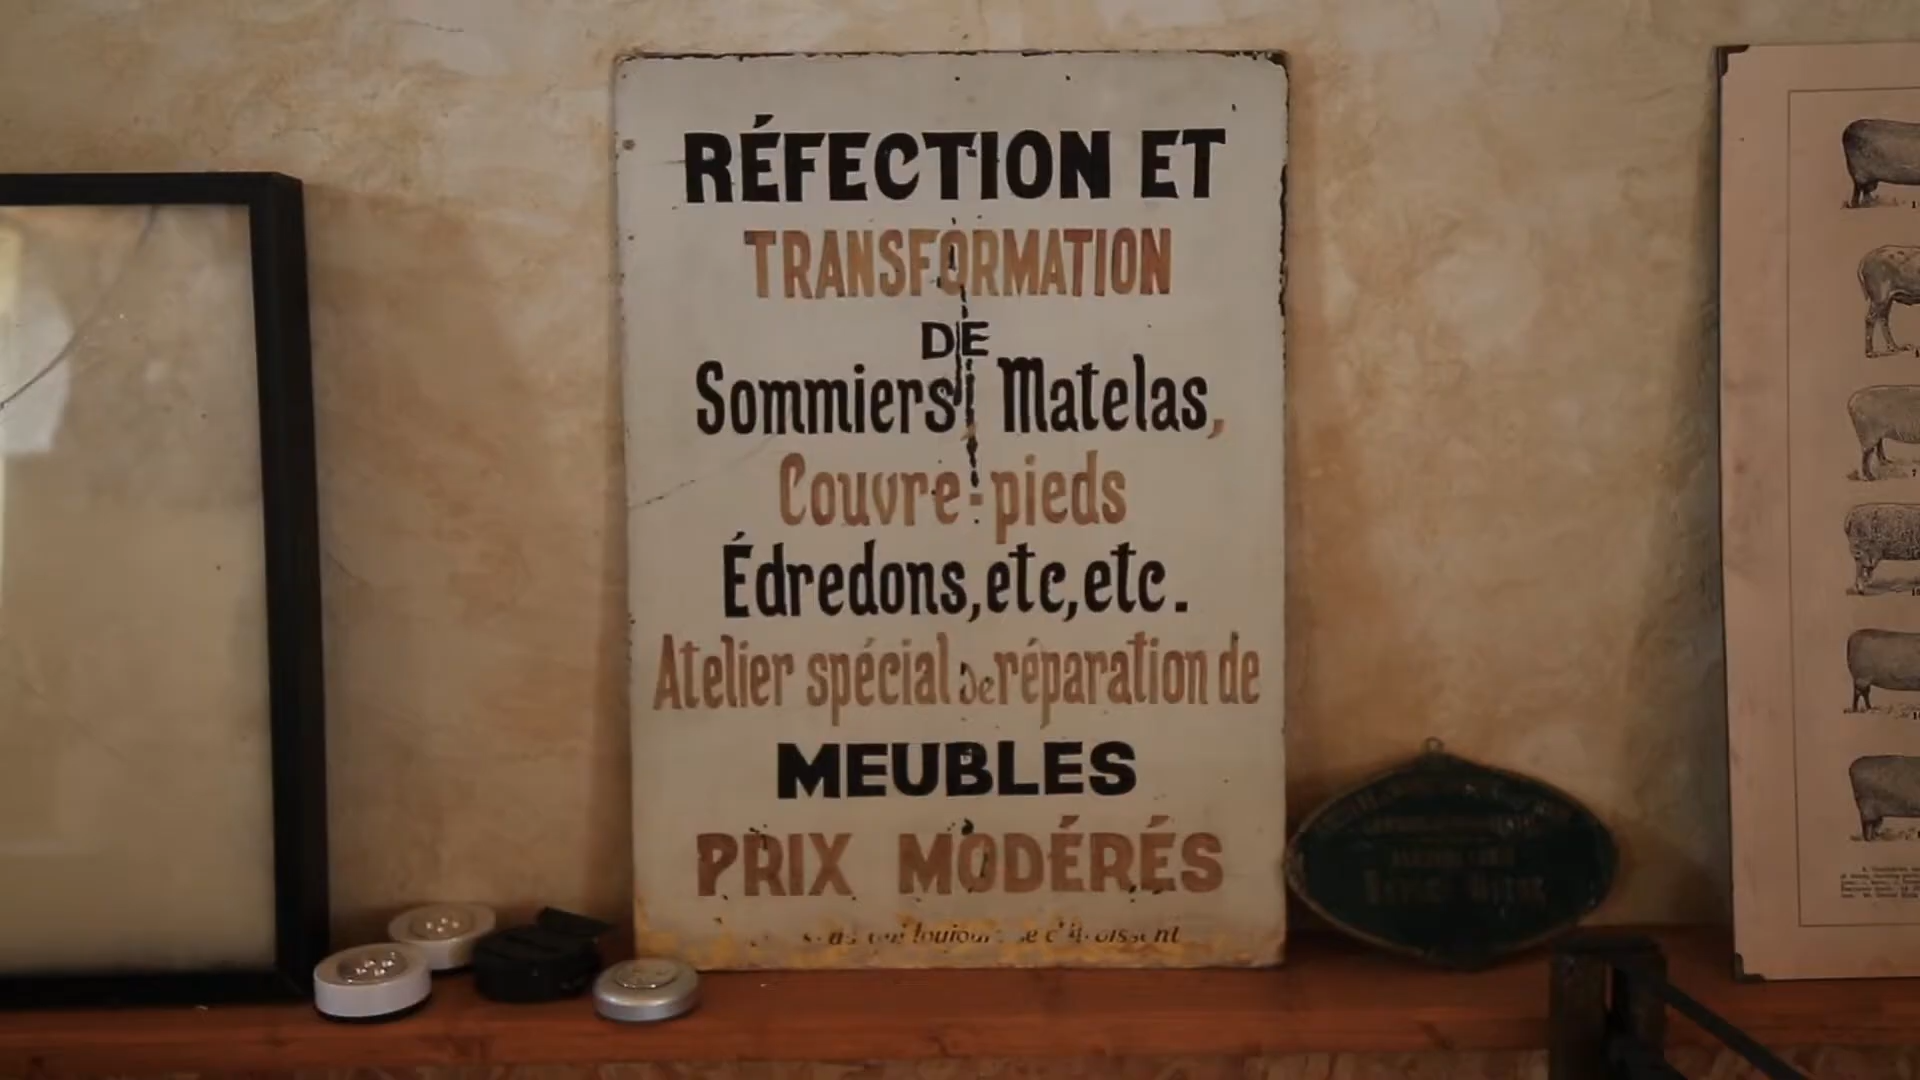 RÉFECTION ET
TRANSFORMATION
DE
Sommiers, Matelas,
Couvre-pieds
Édredons, etc, etc.
Atelier spécial de réparation de
MEUBLES
PRIX MODÉRÉS